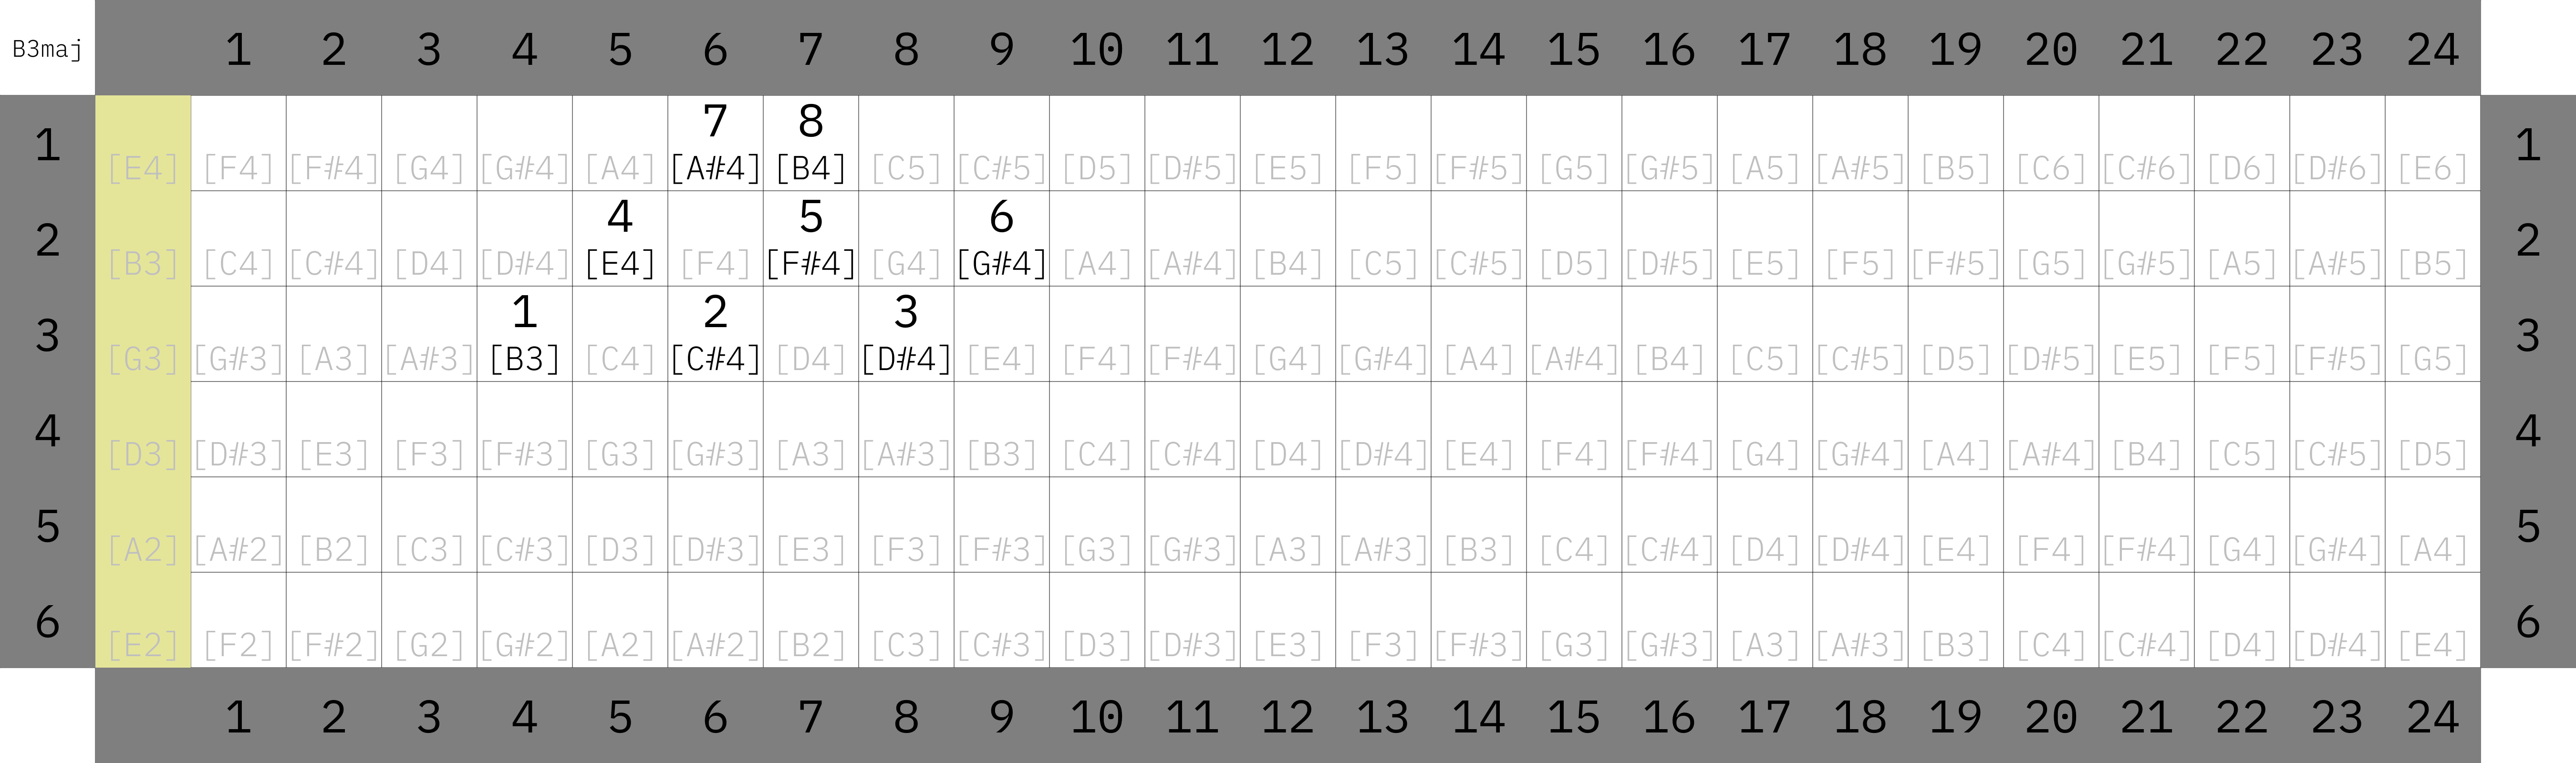 B3maj 1 2 3 4 5 6 7 8 9 10 11 12 13 14 15 16 17 18 19 20 21 22 23 24
7 8
1 [E4] [F4] [F#4] [G4] [G#4] [A4] [A#4] [B4] [C5] [C#5] [D5] [D#5] [E5] [F5] [F#5] [G5] [G#5] [A5] [A#5] [B5] [C6] [C#6] [D6] [D#6] [E6] 1
4 5 6
2 [B3] [C4] [C#4] [D4] [D#4] [E4] [F4] [F#4] [G4] [G#4] [A4] [A#4] [B4] [C5] [C#5] [D5] [D#5] [E5] [F5] [F#5] [G5] [G#5] [A5] [A#5] [B5] 2
1 2 3
3 [G3] [G#3] [A3] [A#3] [B3] [C4] [C#4] [D4] [D#4] [E4] [F4] [F#4] [G4] [G#4] [A4] [A#4] [B4] [C5] [C#5] [D5] [D#5] [E5] [F5] [F#5] [G5] 3
4 [D3] [D#3] [E3] [F3] [F#3] [G3] [G#3] [A3] [A#3] [B3] [C4] [C#4] [D4] [D#4] [E4] [F4] [F#4] [G4] [G#4] [A4] [A#4] [B4] [C5] [C#5] [D5] 4
5 [A2] [A#2] [B2] [C3] [C#3] [D3] [D#3] [E3] [F3] [F#3] [G3] [G#3] [A3] [A#3] [B3] [C4] [C#4] [D4] [D#4] [E4] [F4] [F#4] [G4] [G#4] [A4] 5
6 [E2] [F2] [F#2] [G2] [G#2] [A2] [A#2] [B2] [C3] [C#3] [D3] [D#3] [E3] [F3] [F#3] [G3] [G#3] [A3] [A#3] [B3] [C4] [C#4] [D4] [D#4] [E4] 6
1 2 3 4 5 6 7 8 9 10 11 12 13 14 15 16 17 18 19 20 21 22 23 24